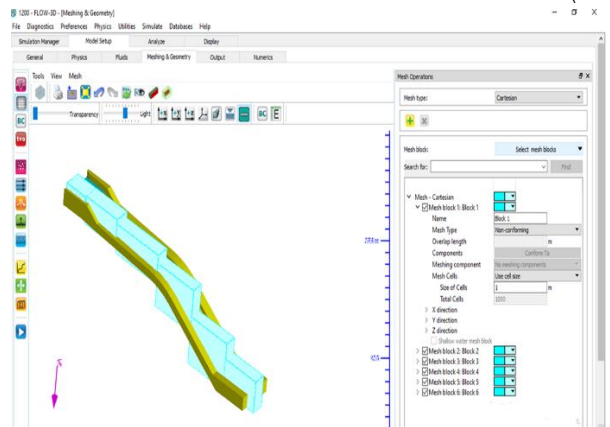 1200 - FLOW-3D - [Meshing & Geometry]
File Diagnostics Preferences Physics Utilities Simulate Databases Help
Simulation Manager Model Setup Analyze Display
General Physics Fluids Meshing & Geometry Output Numerics
Tools View Mesh
Transparency Light
BC E
BC
Mesh Operations
Mesh type: Cartesian
Mesh block: Select mesh blocks
Search for: Find
Mesh - Cartesian
Mesh block 1: Block 1
Name Block 1
Mesh Type Non-conforming
Overlap length m
Components Conform To
Meshing component No meshing components
Mesh Cells Use cell size
Size of Cells 1 m
Total Cells 1000
X direction
Y direction
Z direction
Shallow water mesh block
Mesh block 2: Block 2
Mesh block 3: Block 3
Mesh block 4: Block 4
Mesh block 5: Block 5
Mesh block 6: Block 6